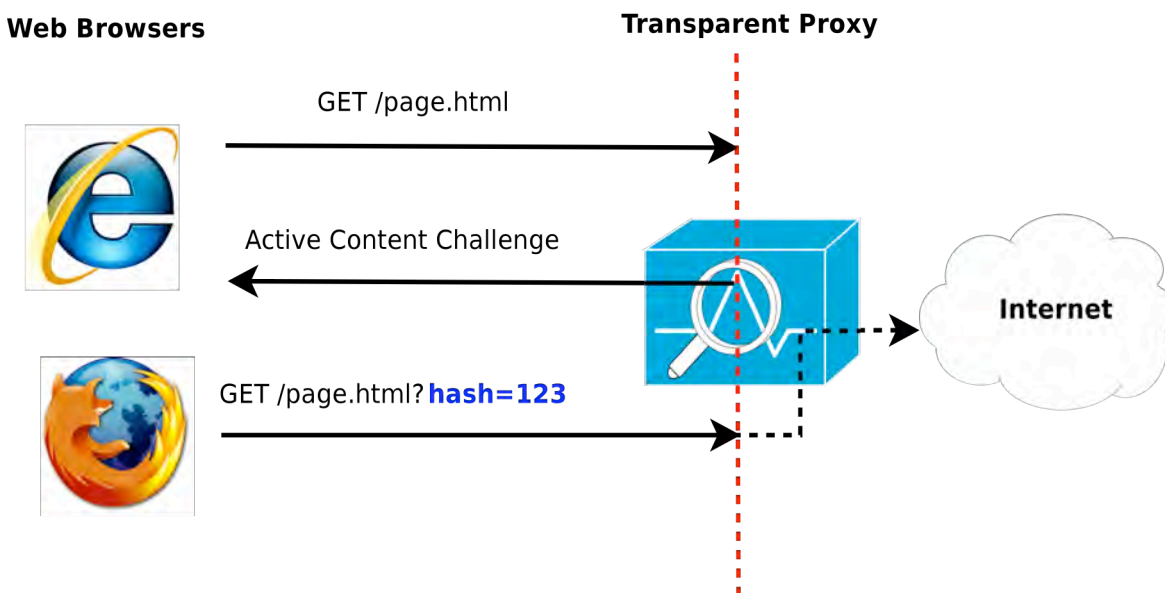 Web Browsers
Transparent Proxy
GET /page.html
Active Content Challenge
Internet
GET /page.html?hash=123